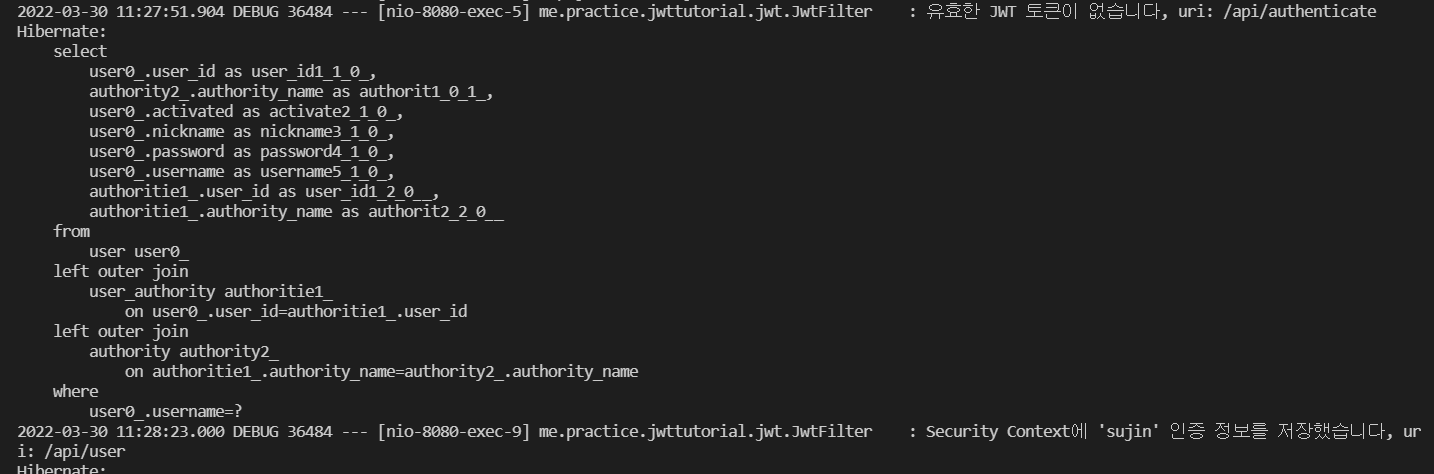 2022-03-30 11:27:51.904 DEBUG 36484 --- [nio-8080-exec-5] me.practice.jwttutorial.jwt.JwtFilter    : 유효한 JWT 토큰이 없습니다, uri: /api/authenticate
Hibernate:
    select
        user0_.user_id as user_id1_1_0_,
        authority2_.authority_name as authorit1_0_1_,
        user0_.activated as activate2_1_0_,
        user0_.nickname as nickname3_1_0_,
        user0_.password as password4_1_0_,
        user0_.username as username5_1_0_,
        authoritie1_.user_id as user_id1_2_0__,
        authoritie1_.authority_name as authorit2_2_0__
    from
        user user0_
    left outer join
        user_authority authoritie1_
            on user0_.user_id=authoritie1_.user_id
    left outer join
        authority authority2_
            on authoritie1_.authority_name=authority2_.authority_name
    where
        user0_.username=?
2022-03-30 11:28:23.000 DEBUG 36484 --- [nio-8080-exec-9] me.practice.jwttutorial.jwt.JwtFilter    : Security Context에 'sujin' 인증 정보를 저장했습니다, ur
i: /api/user
Hibernate: